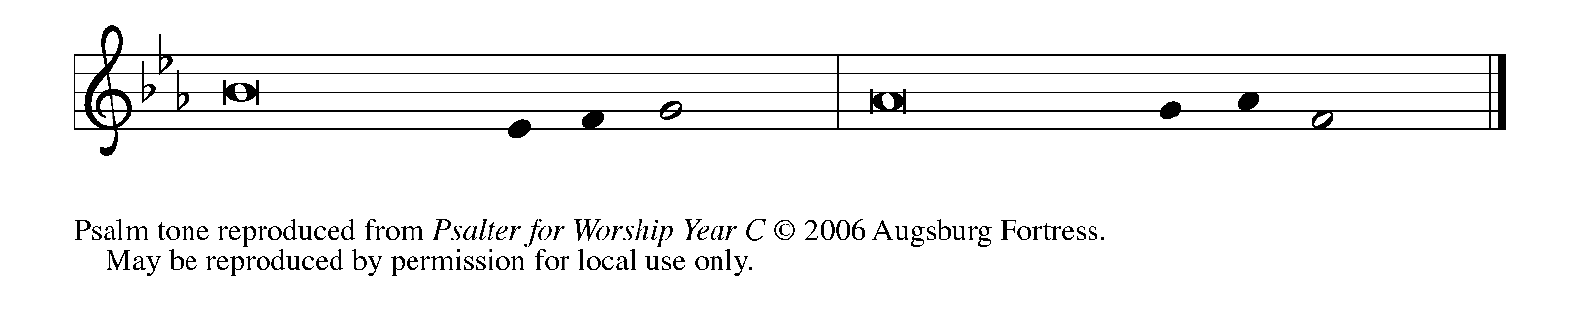 Psalm tone reproduced from Psalter for Worship Year C © 2006 Augsburg Fortress.
May be reproduced by permission for local use only.